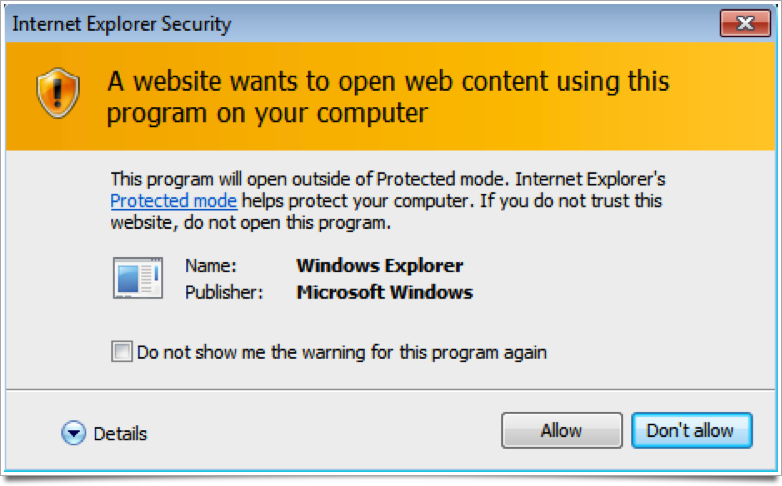 Internet Explorer Security
A website wants to open web content using this
program on your computer
This program will open outside of Protected mode. Internet Explorer's
Protected mode helps protect your computer. If you do not trust this
website, do not open this program.
Name: Windows Explorer
Publisher: Microsoft Windows
Do not show me the warning for this program again
Details Allow Don't allow